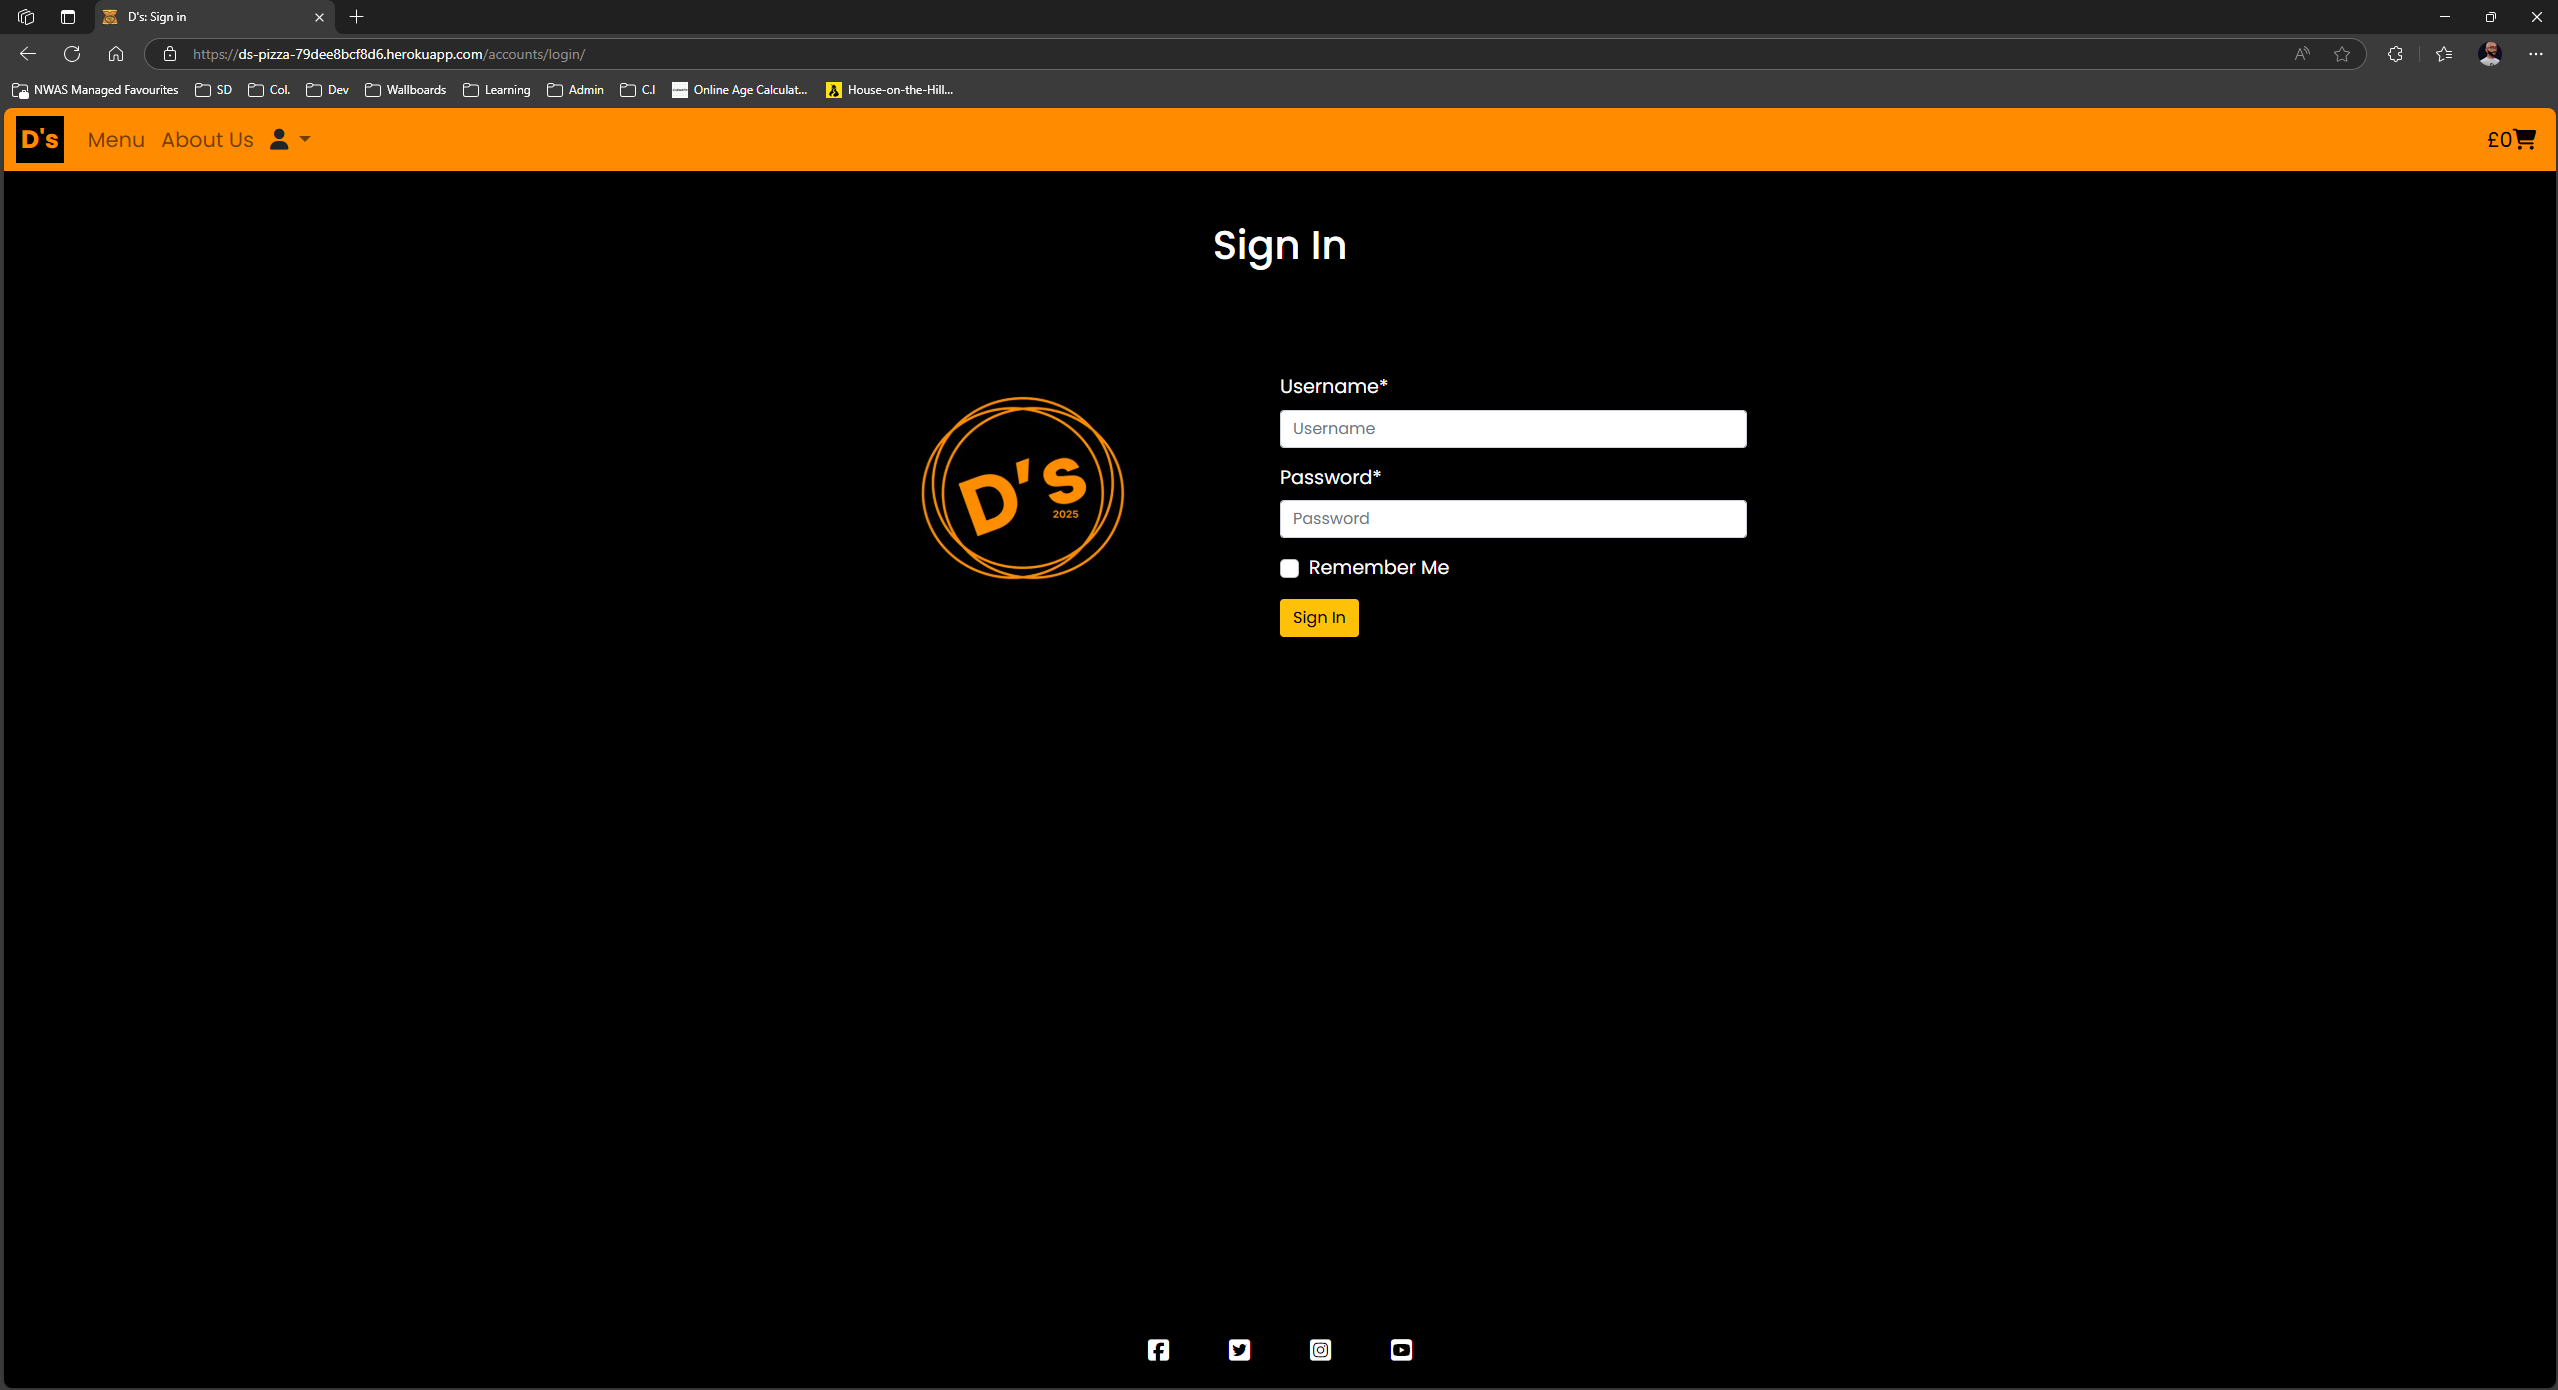 D's: Sign in
https://ds-pizza-79dee8bcf8d6.herokuapp.com/accounts/login/
NWAS Managed Favourites SD Col. Dev Wallboards Learning Admin C.I Online Age Calculat... House-on-the-Hill...
D's Menu About Us £0
Sign In
D's
2025
Username*
Username
Password*
Password
Remember Me
Sign In